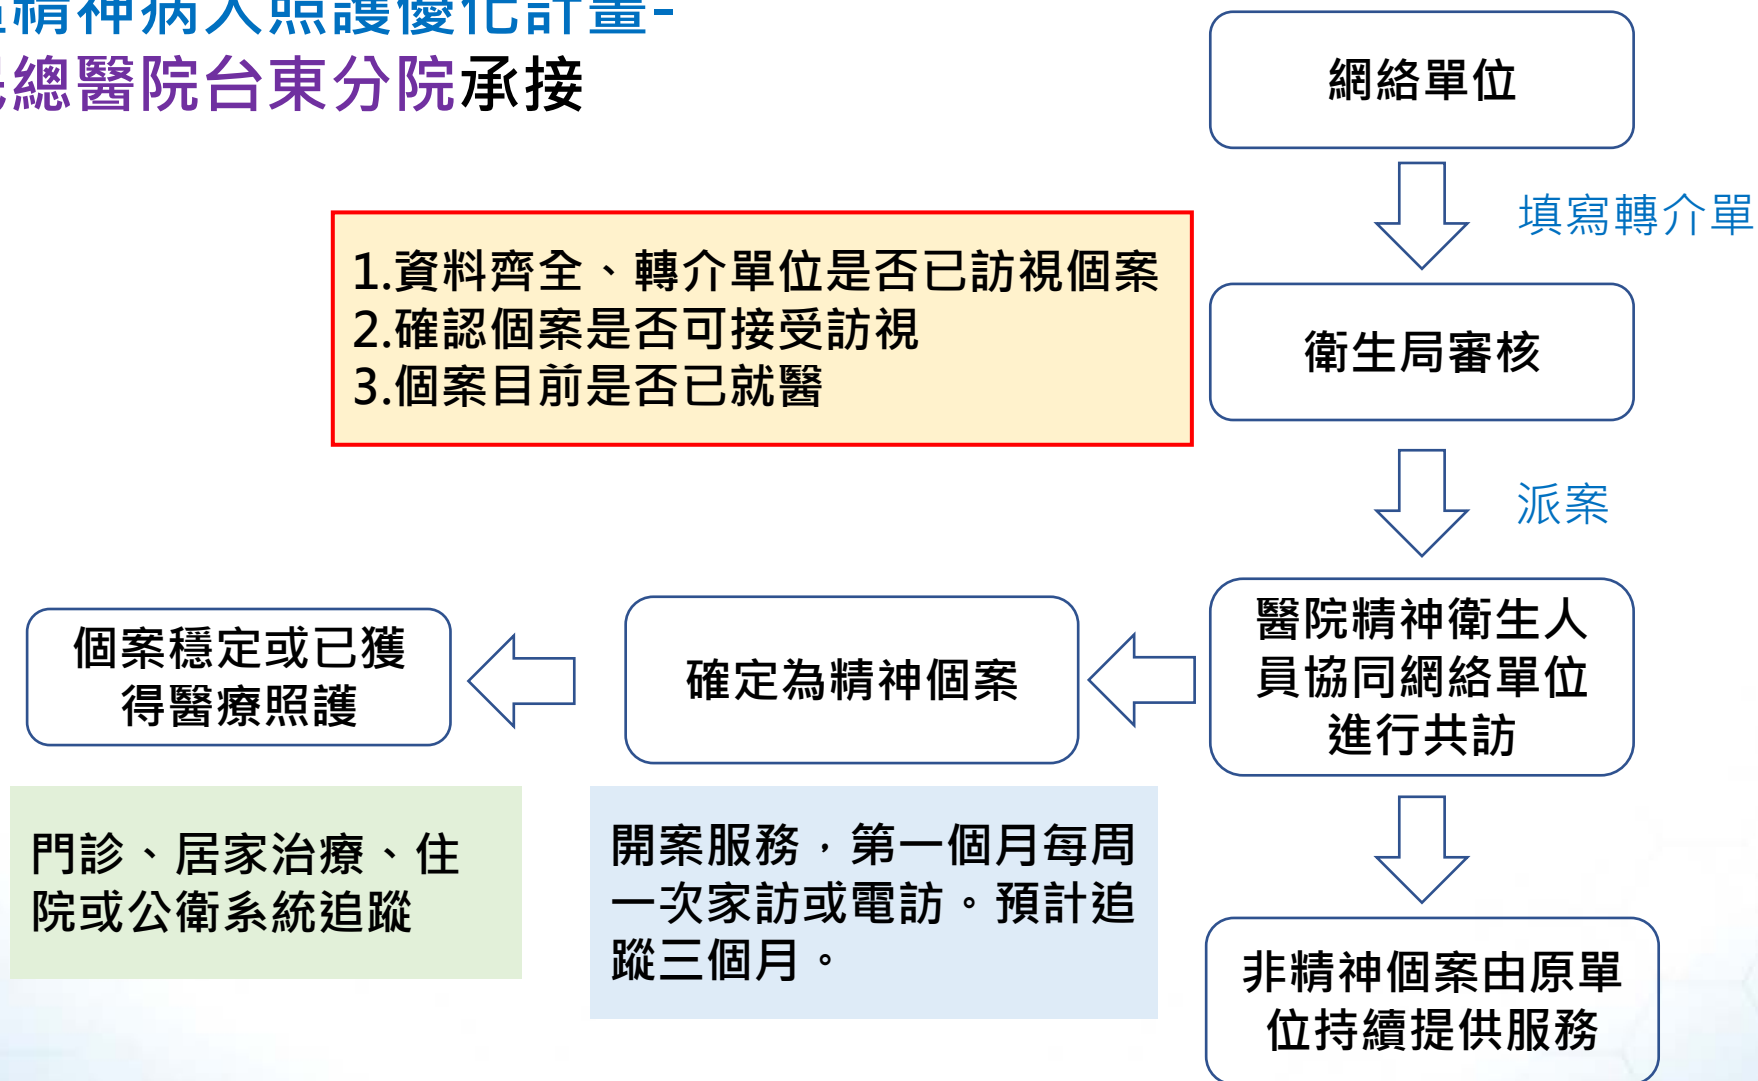 精神病人照護優化計畫-
總醫院台東分院承接
網絡單位
填寫轉介單
1.資料齊全、轉介單位是否已訪視個案
2.確認個案是否可接受訪視
3.個案目前是否已就醫
衛生局審核
派案
醫院精神衛生人
員協同網絡單位
進行共訪
確定為精神個案
個案穩定或已獲
得醫療照護
開案服務，第一個月每周
一次家訪或電訪。預計追
蹤三個月。
門診、居家治療、住
院或公衛系統追蹤
非精神個案由原單
位持續提供服務